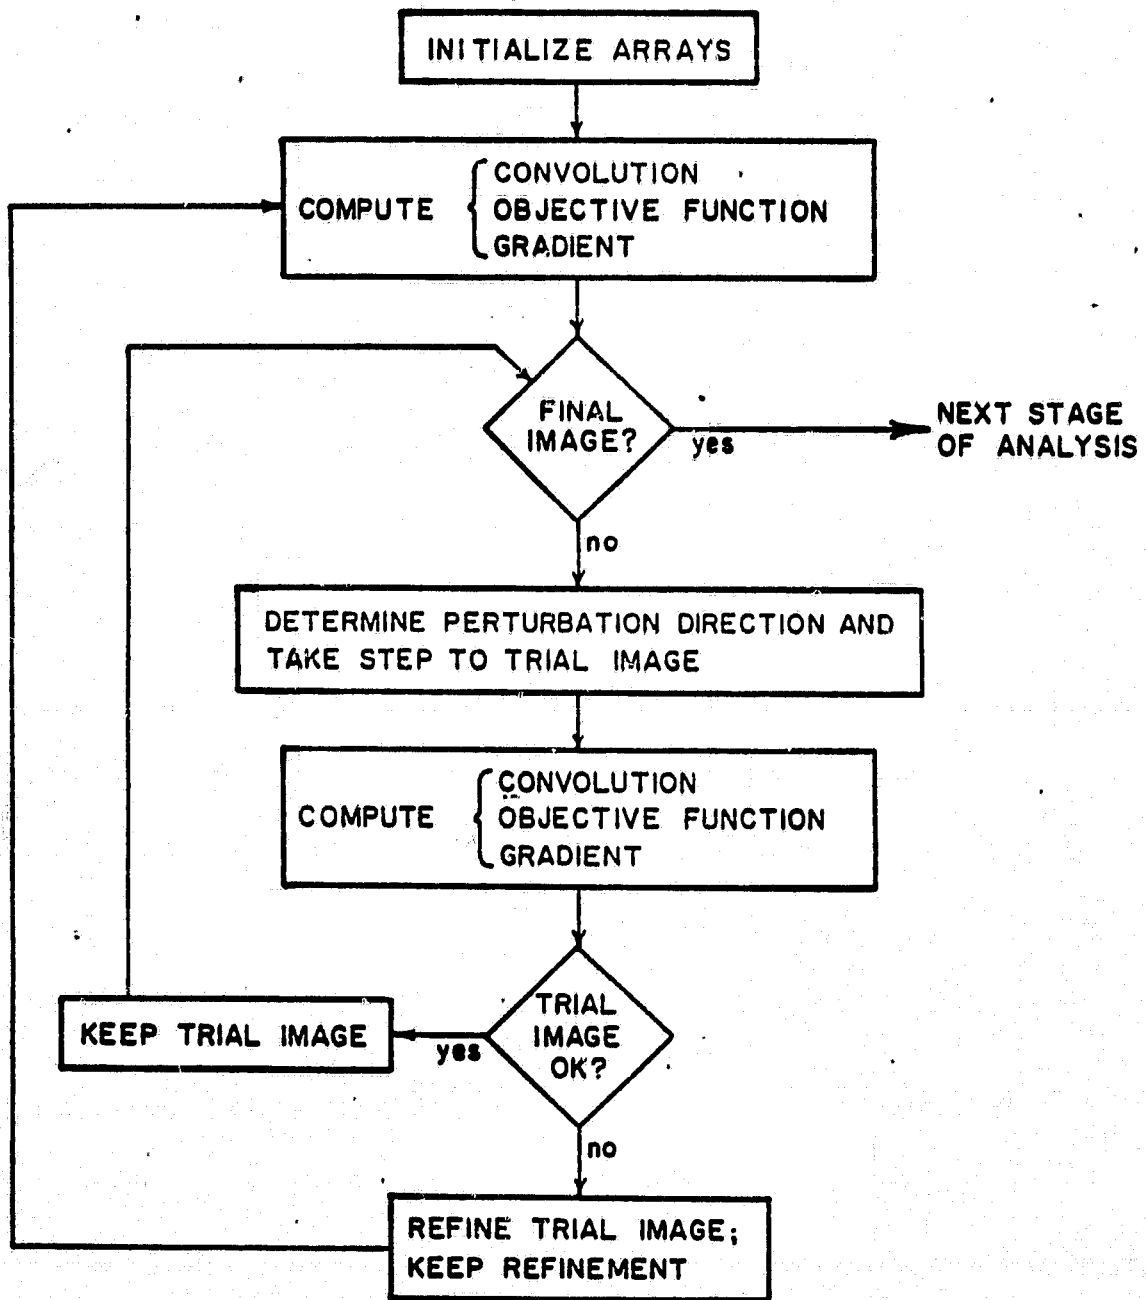 INITIALIZE ARRAYS
COMPUTE
CONVOLUTION
OBJECTIVE FUNCTION
GRADIENT
FINAL
IMAGE?
yes
NEXT STAGE
OF ANALYSIS
no
DETERMINE PERTURBATION DIRECTION AND
TAKE STEP TO TRIAL IMAGE
COMPUTE
CONVOLUTION
OBJECTIVE FUNCTION
GRADIENT
TRIAL
IMAGE
OK?
yes
KEEP TRIAL IMAGE
no
REFINE TRIAL IMAGE;
KEEP REFINEMENT